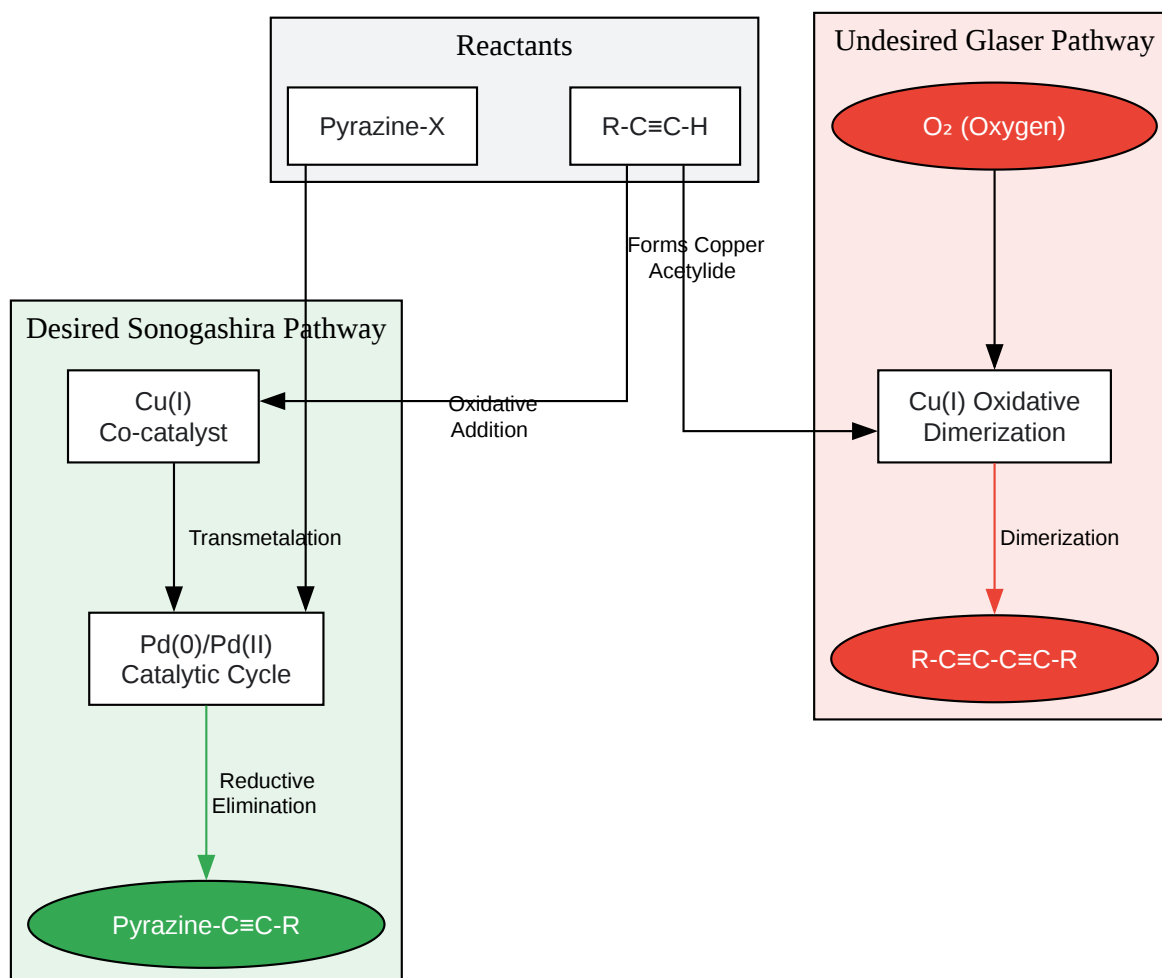 Reactants
Pyrazine-X
R-C≡C-H
Undesired Glaser Pathway
O₂ (Oxygen)
Forms Copper
Acetylide
Desired Sonogashira Pathway
Cu(I)
Co-catalyst
Oxidative
Addition
Cu(I) Oxidative
Dimerization
Transmetalation
Dimerization
Pd(0)/Pd(II)
Catalytic Cycle
R-C≡C-C≡C-R
Reductive
Elimination
Pyrazine-C≡C-R